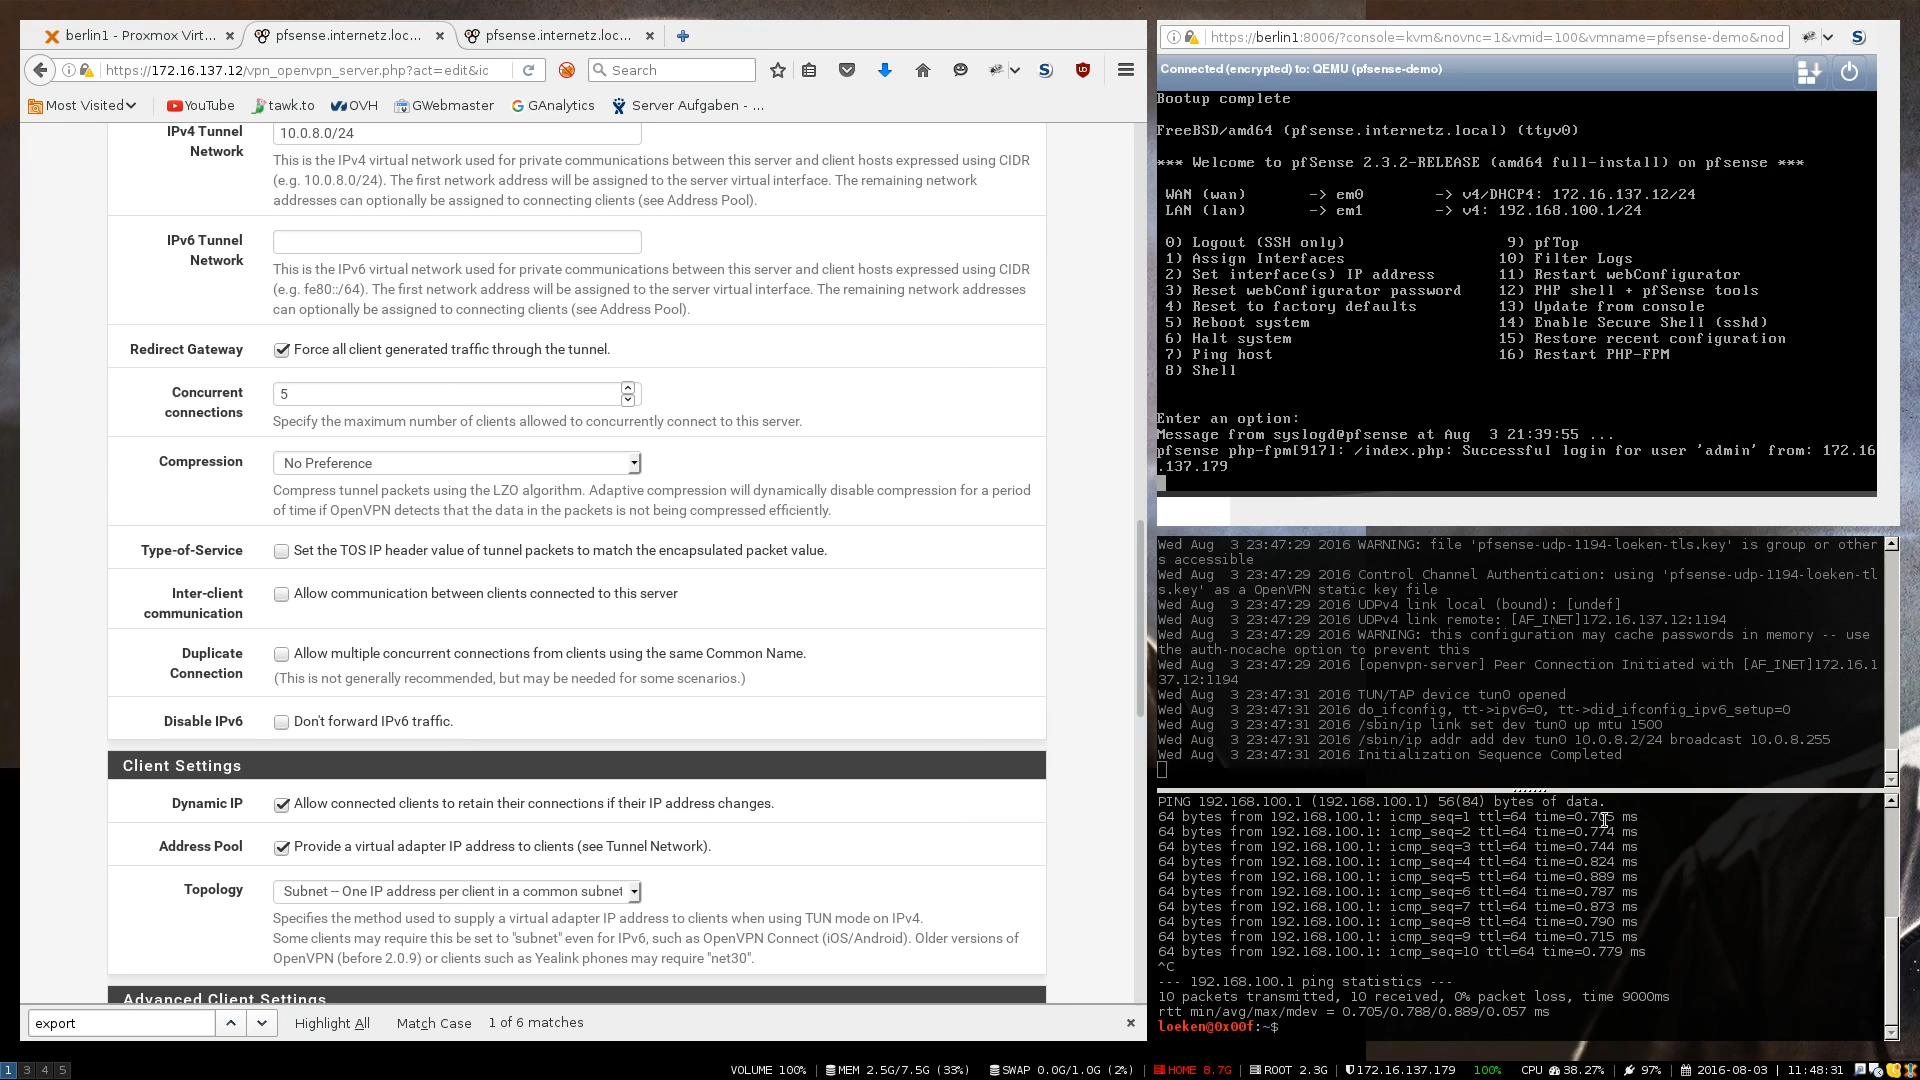 berlin1 - Proxmox Virt...
pfsense.internetz.loc...
pfsense.internetz.loc...
https://172.16.137.12/vpn_openvpn_server.php?act=edit&ic
Search
Most Visited
YouTube
tawk.to
OVH
GWebmaster
GAnalytics
Server Aufgaben - ...
IPv4 Tunnel
Network
10.0.8.0/24
This is the IPv4 virtual network used for private communications between this server and client hosts expressed using CIDR
(e.g. 10.0.8.0/24). The first network address will be assigned to the server virtual interface. The remaining network
addresses can optionally be assigned to connecting clients (see Address Pool).
IPv6 Tunnel
Network
This is the IPv6 virtual network used for private communications between this server and client hosts expressed using CIDR
(e.g. fe80::/64). The first network address will be assigned to the server virtual interface. The remaining network addresses
can optionally be assigned to connecting clients (see Address Pool).
Redirect Gateway
Force all client generated traffic through the tunnel.
Concurrent
connections
5
Specify the maximum number of clients allowed to concurrently connect to this server.
Compression
No Preference
Compress tunnel packets using the LZO algorithm. Adaptive compression will dynamically disable compression for a period
of time if OpenVPN detects that the data in the packets is not being compressed efficiently.
Type-of-Service
Set the TOS IP header value of tunnel packets to match the encapsulated packet value.
Inter-client
communication
Allow communication between clients connected to this server
Duplicate
Connection
Allow multiple concurrent connections from clients using the same Common Name.
(This is not generally recommended, but may be needed for some scenarios.)
Disable IPv6
Don't forward IPv6 traffic.
Client Settings
Dynamic IP
Allow connected clients to retain their connections if their IP address changes.
Address Pool
Provide a virtual adapter IP address to clients (see Tunnel Network).
Topology
Subnet -- One IP address per client in a common subnet
Specifies the method used to supply a virtual adapter IP address to clients when using TUN mode on IPv4.
Some clients may require this be set to "subnet" even for IPv6, such as OpenVPN Connect (iOS/Android). Older versions of
OpenVPN (before 2.0.9) or clients such as Yealink phones may require "net30".
Advanced Client Settings
export
Highlight All
Match Case
1 of 6 matches
https://berlin1:8006/?console=kvm&novnc=1&vmid=100&vmname=pfsense-demo&nod
Connected (encrypted) to: QEMU (pfsense-demo)
Bootup complete
FreeBSD/amd64 (pfsense.internetz.local) (ttyv0)
*** Welcome to pfSense 2.3.2-RELEASE (amd64 full-install) on pfsense ***
WAN (wan) -> em0 -> v4/DHCP4: 172.16.137.12/24
LAN (lan) -> em1 -> v4: 192.168.100.1/24
0) Logout (SSH only) 9) pfTop
1) Assign Interfaces 10) Filter Logs
2) Set interface(s) IP address 11) Restart webConfigurator
3) Reset webConfigurator password 12) PHP shell + pfSense tools
4) Reset to factory defaults 13) Update from console
5) Reboot system 14) Enable Secure Shell (sshd)
6) Halt system 15) Restore recent configuration
7) Ping host 16) Restart PHP-FPM
8) Shell
Enter an option:
Message from syslogd@pfsense at Aug 3 21:39:55 ...
pfsense php-fpm[917]: /index.php: Successful login for user 'admin' from: 172.16
.137.179
Wed Aug 3 23:47:29 2016 WARNING: file 'pfsense-udp-1194-loeken-tls.key' is group or other
s accessible
Wed Aug 3 23:47:29 2016 Control Channel Authentication: using 'pfsense-udp-1194-loeken-tl
s.key' as a OpenVPN static key file
Wed Aug 3 23:47:29 2016 UDPv4 link local (bound): [undef]
Wed Aug 3 23:47:29 2016 UDPv4 link remote: [AF_INET]172.16.137.12:1194
Wed Aug 3 23:47:29 2016 WARNING: this configuration may cache passwords in memory -- use
the auth-nocache option to prevent this
Wed Aug 3 23:47:29 2016 [openvpn-server] Peer Connection Initiated with [AF_INET]172.16.1
37.12:1194
Wed Aug 3 23:47:31 2016 TUN/TAP device tun0 opened
Wed Aug 3 23:47:31 2016 do_ifconfig, tt->ipv6=0, tt->did_ifconfig_ipv6_setup=0
Wed Aug 3 23:47:31 2016 /sbin/ip link set dev tun0 up mtu 1500
Wed Aug 3 23:47:31 2016 /sbin/ip addr add dev tun0 10.0.8.2/24 broadcast 10.0.8.255
Wed Aug 3 23:47:31 2016 Initialization Sequence Completed
PING 192.168.100.1 (192.168.100.1) 56(84) bytes of data.
64 bytes from 192.168.100.1: icmp_seq=1 ttl=64 time=0.705 ms
64 bytes from 192.168.100.1: icmp_seq=2 ttl=64 time=0.774 ms
64 bytes from 192.168.100.1: icmp_seq=3 ttl=64 time=0.744 ms
64 bytes from 192.168.100.1: icmp_seq=4 ttl=64 time=0.824 ms
64 bytes from 192.168.100.1: icmp_seq=5 ttl=64 time=0.889 ms
64 bytes from 192.168.100.1: icmp_seq=6 ttl=64 time=0.787 ms
64 bytes from 192.168.100.1: icmp_seq=7 ttl=64 time=0.873 ms
64 bytes from 192.168.100.1: icmp_seq=8 ttl=64 time=0.790 ms
64 bytes from 192.168.100.1: icmp_seq=9 ttl=64 time=0.715 ms
64 bytes from 192.168.100.1: icmp_seq=10 ttl=64 time=0.779 ms
^C
--- 192.168.100.1 ping statistics ---
10 packets transmitted, 10 received, 0% packet loss, time 9000ms
rtt min/avg/max/mdev = 0.705/0.788/0.889/0.057 ms
loeken@0x00f:~$
1 3 4 5
VOLUME 100% | MEM 2.5G/7.5G (33%) | SWAP 0.0G/1.0G (2%) | HOME 8.7G | ROOT 2.3G | 172.16.137.179 100% CPU 38.27% | 97% | 2016-08-03 | 11:48:31